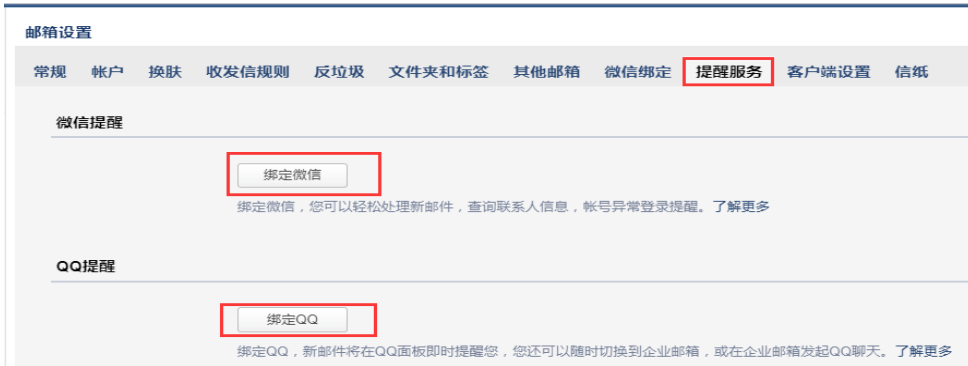 邮箱设置
常规 帐户 换肤 收发信规则 反垃圾 文件夹和标签 其他邮箱 微信绑定 提醒服务 客户端设置 信纸
微信提醒
绑定微信
绑定微信，您可以轻松处理新邮件，查询联系人信息，帐号异常登录提醒。了解更多
QQ提醒
绑定QQ
绑定QQ，新邮件将在QQ面板即时提醒您，您还可以随时切换到企业邮箱，或在企业邮箱发起QQ聊天。了解更多